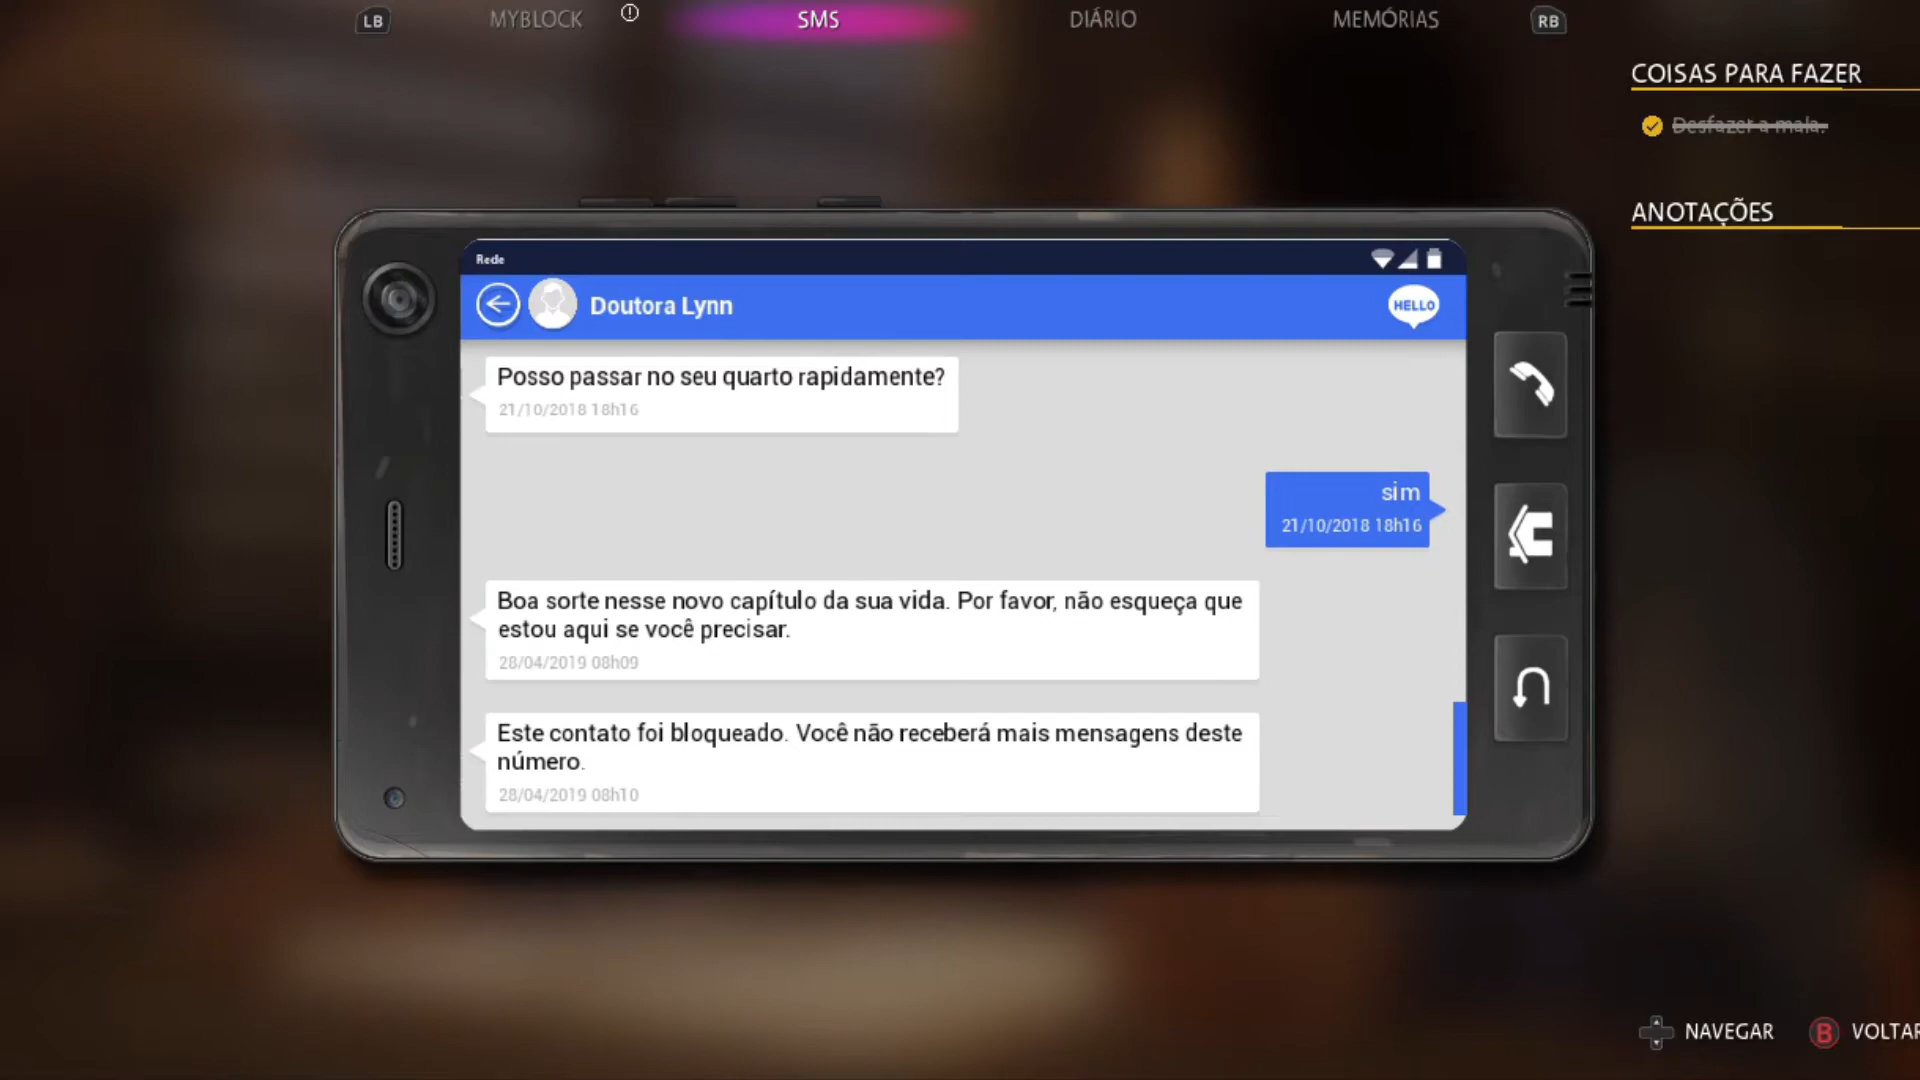 LB
MYBLOCK
SMS
DIÁRIO
MEMÓRIAS
RB
COISAS PARA FAZER
Desfazer a mala.
ANOTAÇÕES
Rede
Doutora Lynn
HELLO
Posso passar no seu quarto rapidamente?
21/10/2018 18h16
sim
21/10/2018 18h16
Boa sorte nesse novo capítulo da sua vida. Por favor, não esqueça que
estou aqui se você precisar.
28/04/2019 08h09
Este contato foi bloqueado. Você não receberá mais mensagens deste
número.
28/04/2019 08h10
NAVEGAR
B
VOLTAR